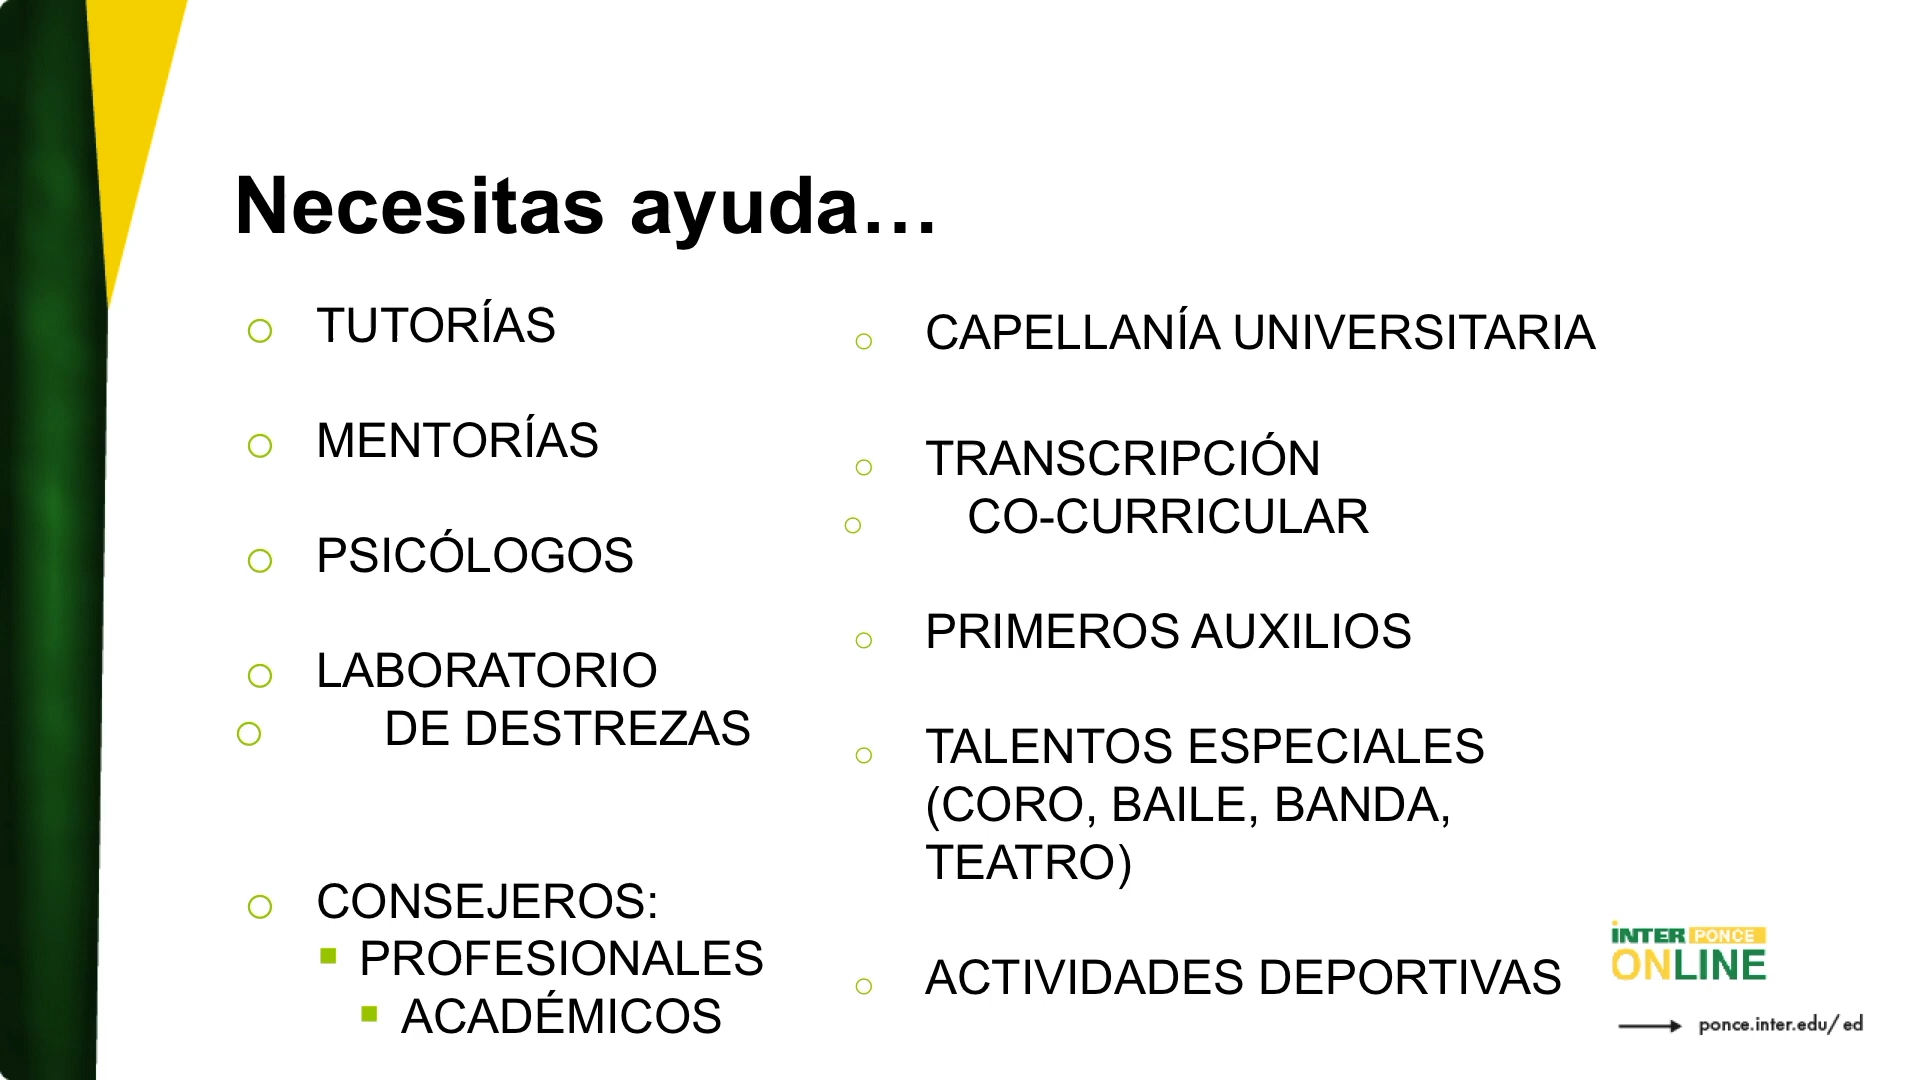 Necesitas ayuda…
o TUTORÍAS
o MENTORÍAS
o PSICÓLOGOS
o LABORATORIO
o DE DESTREZAS
o CONSEJEROS:
▪ PROFESIONALES
▪ ACADÉMICOS
o CAPELLANÍA UNIVERSITARIA
o TRANSCRIPCIÓN
o CO-CURRICULAR
o PRIMEROS AUXILIOS
o TALENTOS ESPECIALES
(CORO, BAILE, BANDA,
TEATRO)
o ACTIVIDADES DEPORTIVAS
INTER PONCE
ONLINE
ponce.inter.edu/ed